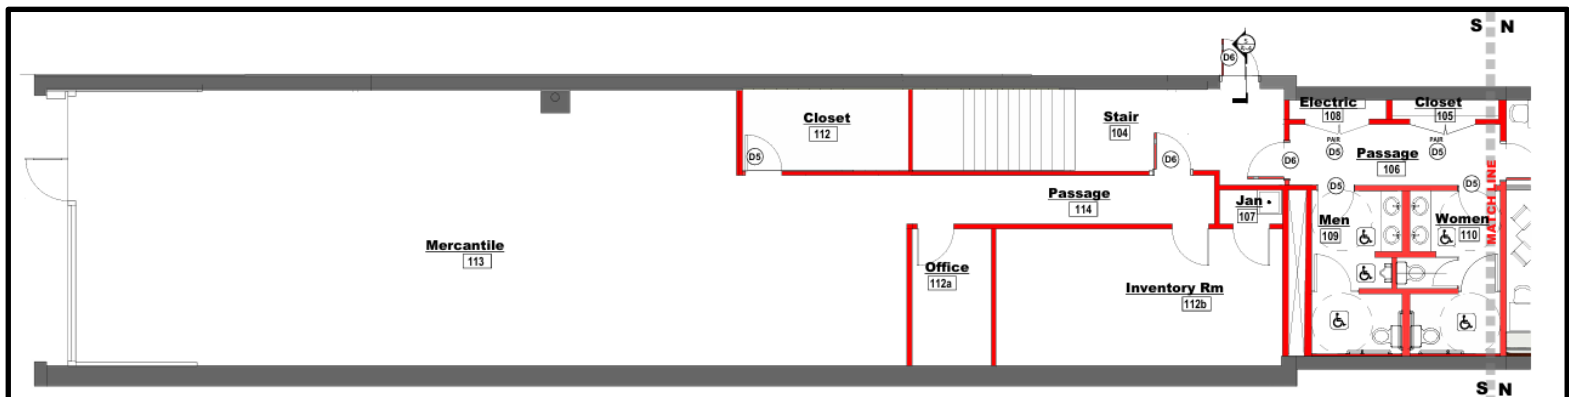 S N
D6
Electric
108
Closet
105
Closet
112
Stair
104
PAIR
D5
PAIR
D5
D5
D6
D6
Passage
106
Passage
114
D5
D5
Jan
107
Men
109
Women
110
MATCH LINE
Mercantile
113
Office
112a
Inventory Rm
112b
S N